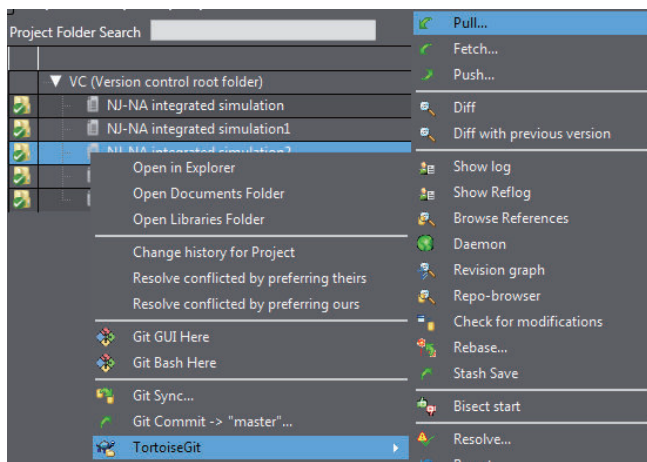 Project Folder Search
VC (Version control root folder)
NJ-NA integrated simulation
NJ-NA integrated simulation1
NJ-NA integrated simulation2
Open in Explorer
Open Documents Folder
Open Libraries Folder
Change history for Project
Resolve conflicted by preferring theirs
Resolve conflicted by preferring ours
Git GUI Here
Git Bash Here
Git Sync...
Git Commit -> "master"...
TortoiseGit
Pull...
Fetch...
Push...
Diff
Diff with previous version
Show log
Show Reflog
Browse References
Daemon
Revision graph
Repo-browser
Check for modifications
Rebase...
Stash Save
Bisect start
Resolve...